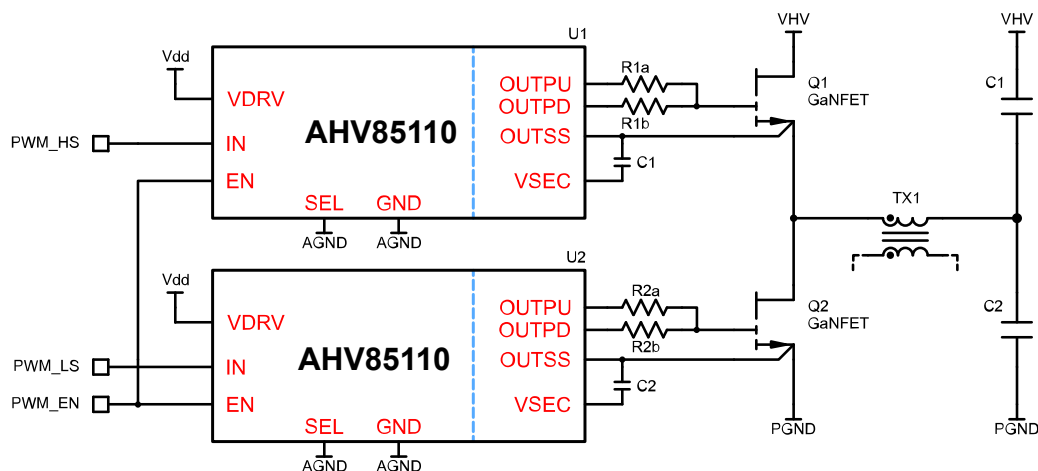 U1
VHV
VHV
Vdd
R1a
OUTPU
Q1
GaNFET
C1
VDRV
OUTPD
R1b
PWM_HS
IN
AHV85110
OUTSS
C1
EN
VSEC
SEL
GND
TX1
AGND
AGND
U2
Vdd
R2a
OUTPU
Q2
GaNFET
C2
VDRV
OUTPD
R2b
PWM_LS
IN
AHV85110
OUTSS
C2
PWM_EN
EN
VSEC
SEL
GND
PGND
PGND
AGND
AGND